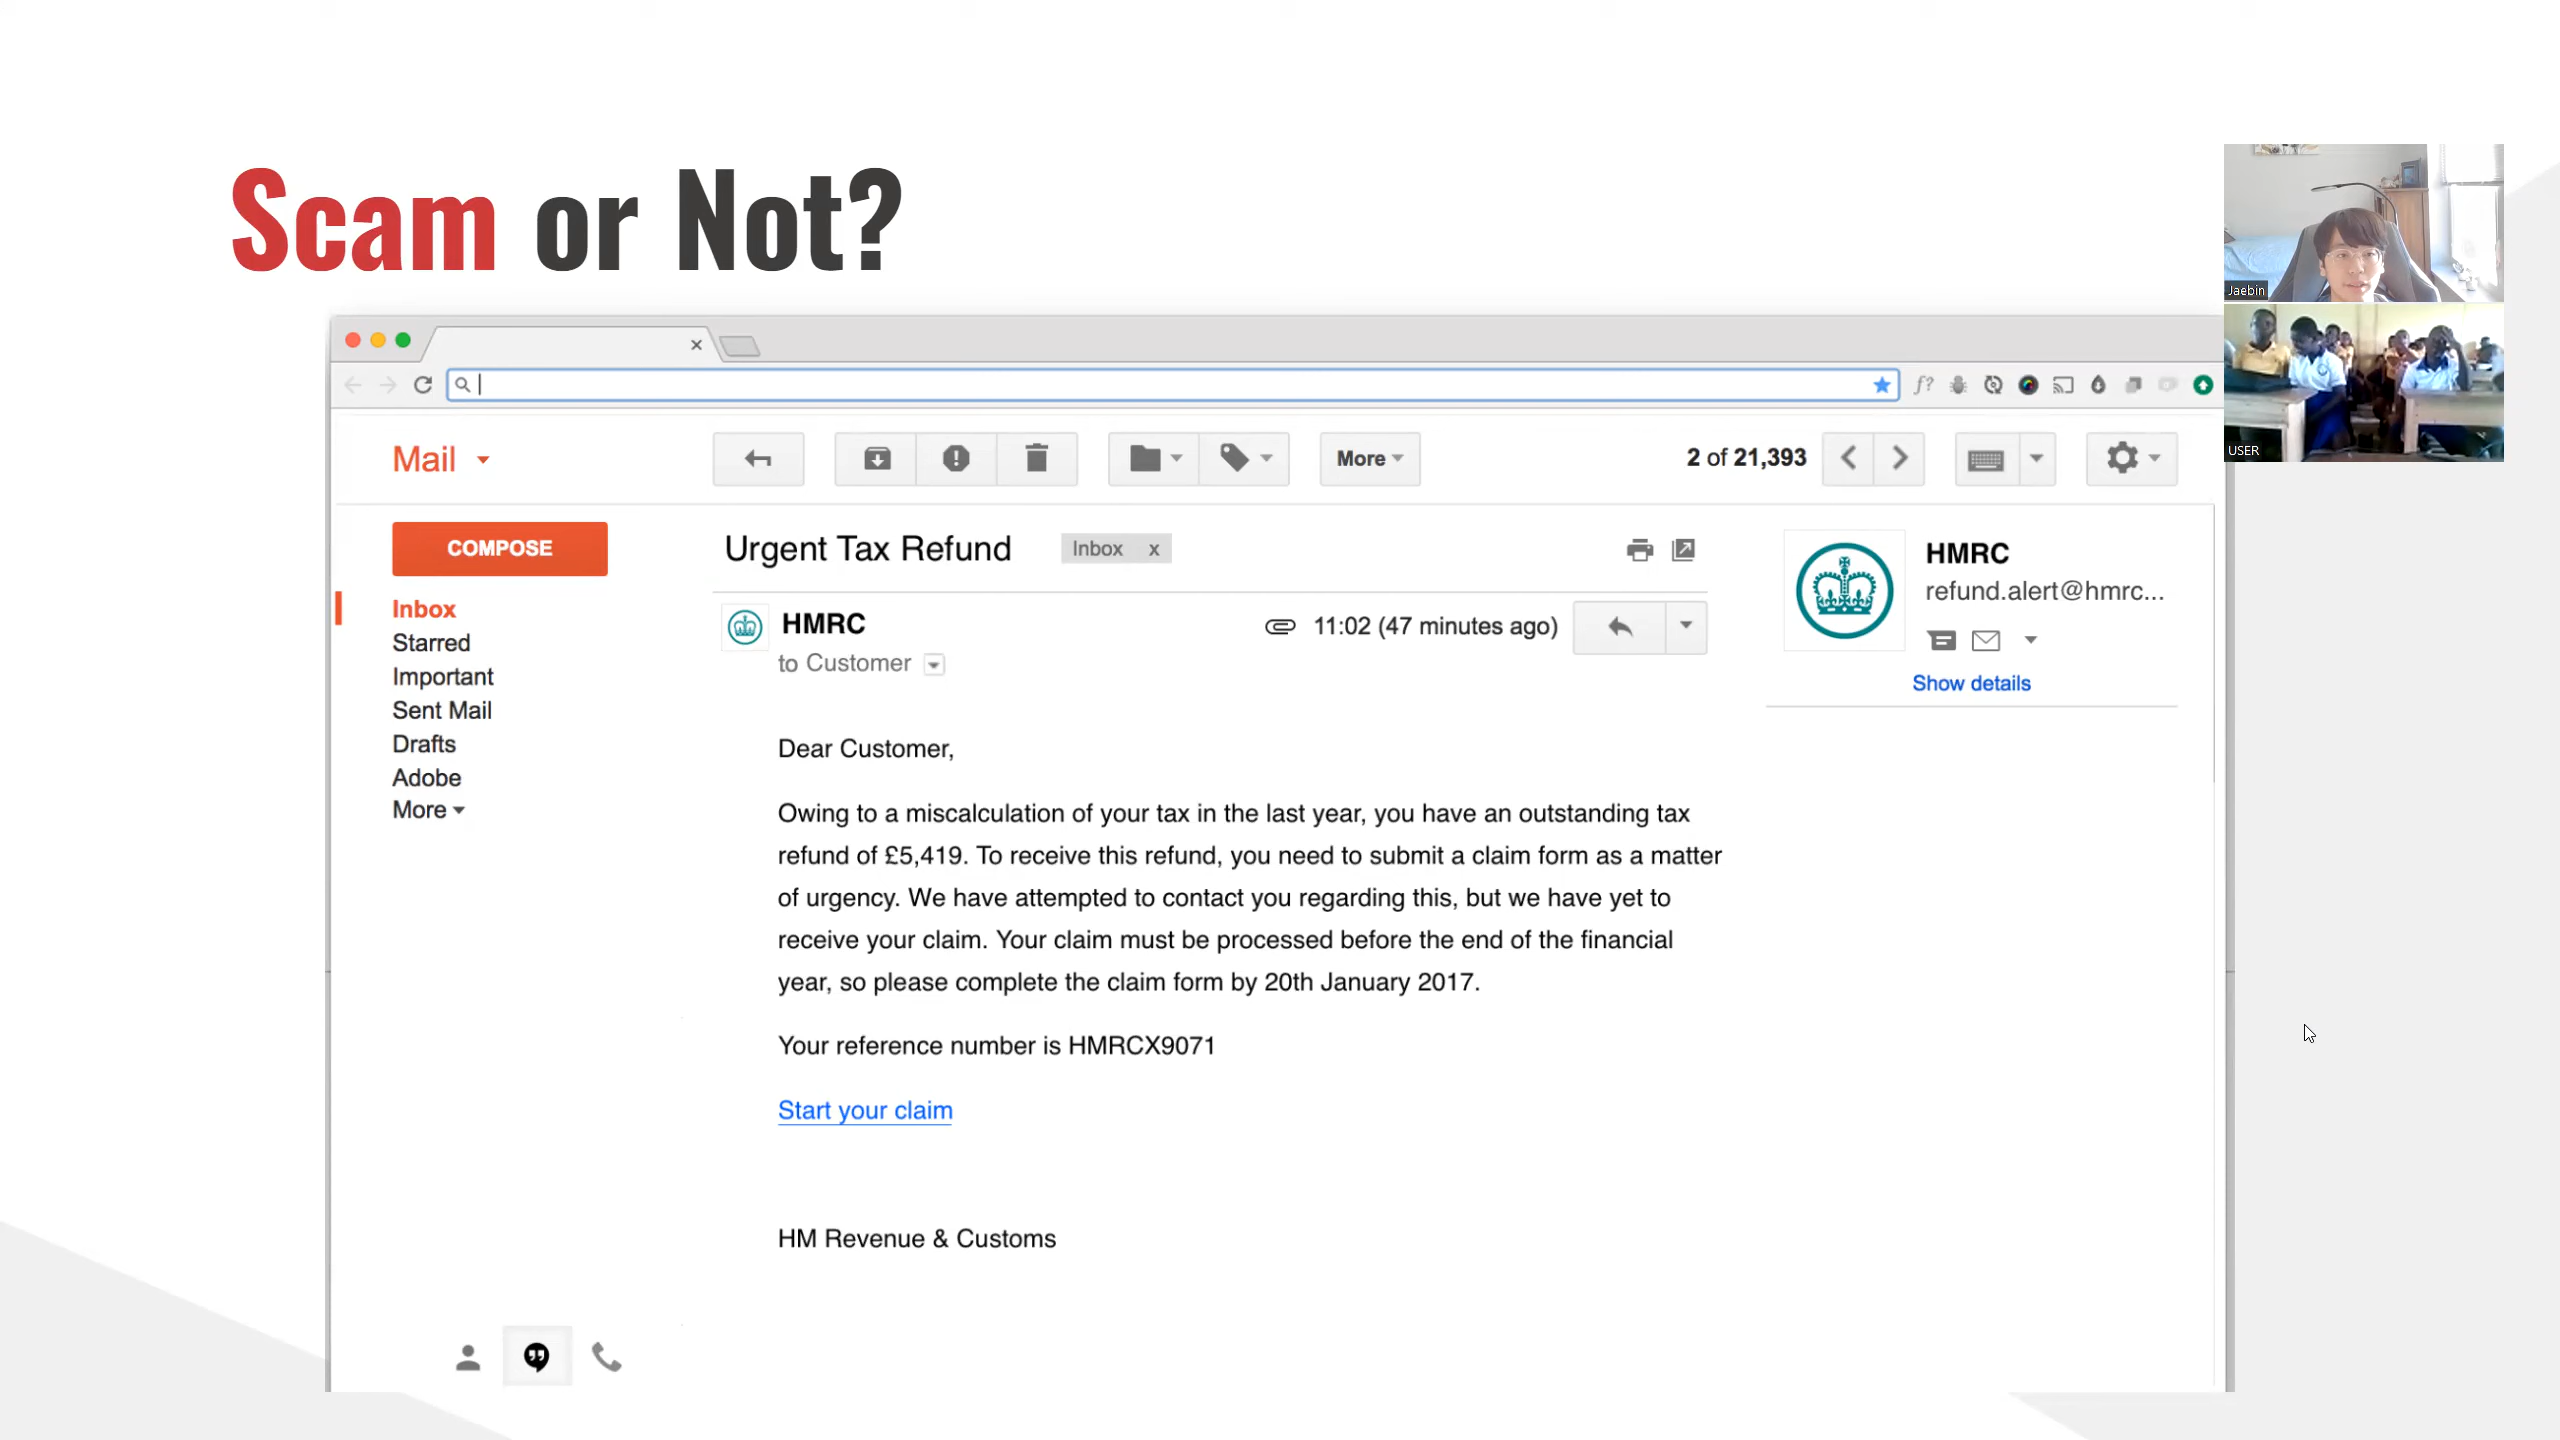 Scam or Not?
Jaebin
USER
f?
Mail
More
2 of 21,393
COMPOSE
Urgent Tax Refund
Inbox x
HMRC
refund.alert@hmrc...
Show details
Inbox
Starred
Important
Sent Mail
Drafts
Adobe
More
HMRC
11:02 (47 minutes ago)
to Customer
Dear Customer,
Owing to a miscalculation of your tax in the last year, you have an outstanding tax
refund of £5,419. To receive this refund, you need to submit a claim form as a matter
of urgency. We have attempted to contact you regarding this, but we have yet to
receive your claim. Your claim must be processed before the end of the financial
year, so please complete the claim form by 20th January 2017.
Your reference number is HMRCX9071
Start your claim
HM Revenue & Customs